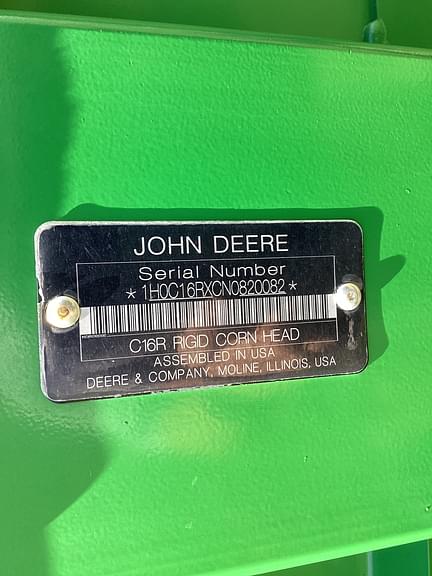 JOHN DEERE
Serial Number
*1H0C16RXCN0820082*
C16R RIGID CORN HEAD
ASSEMBLED IN USA
DEERE & COMPANY, MOLINE, ILLINOIS, USA